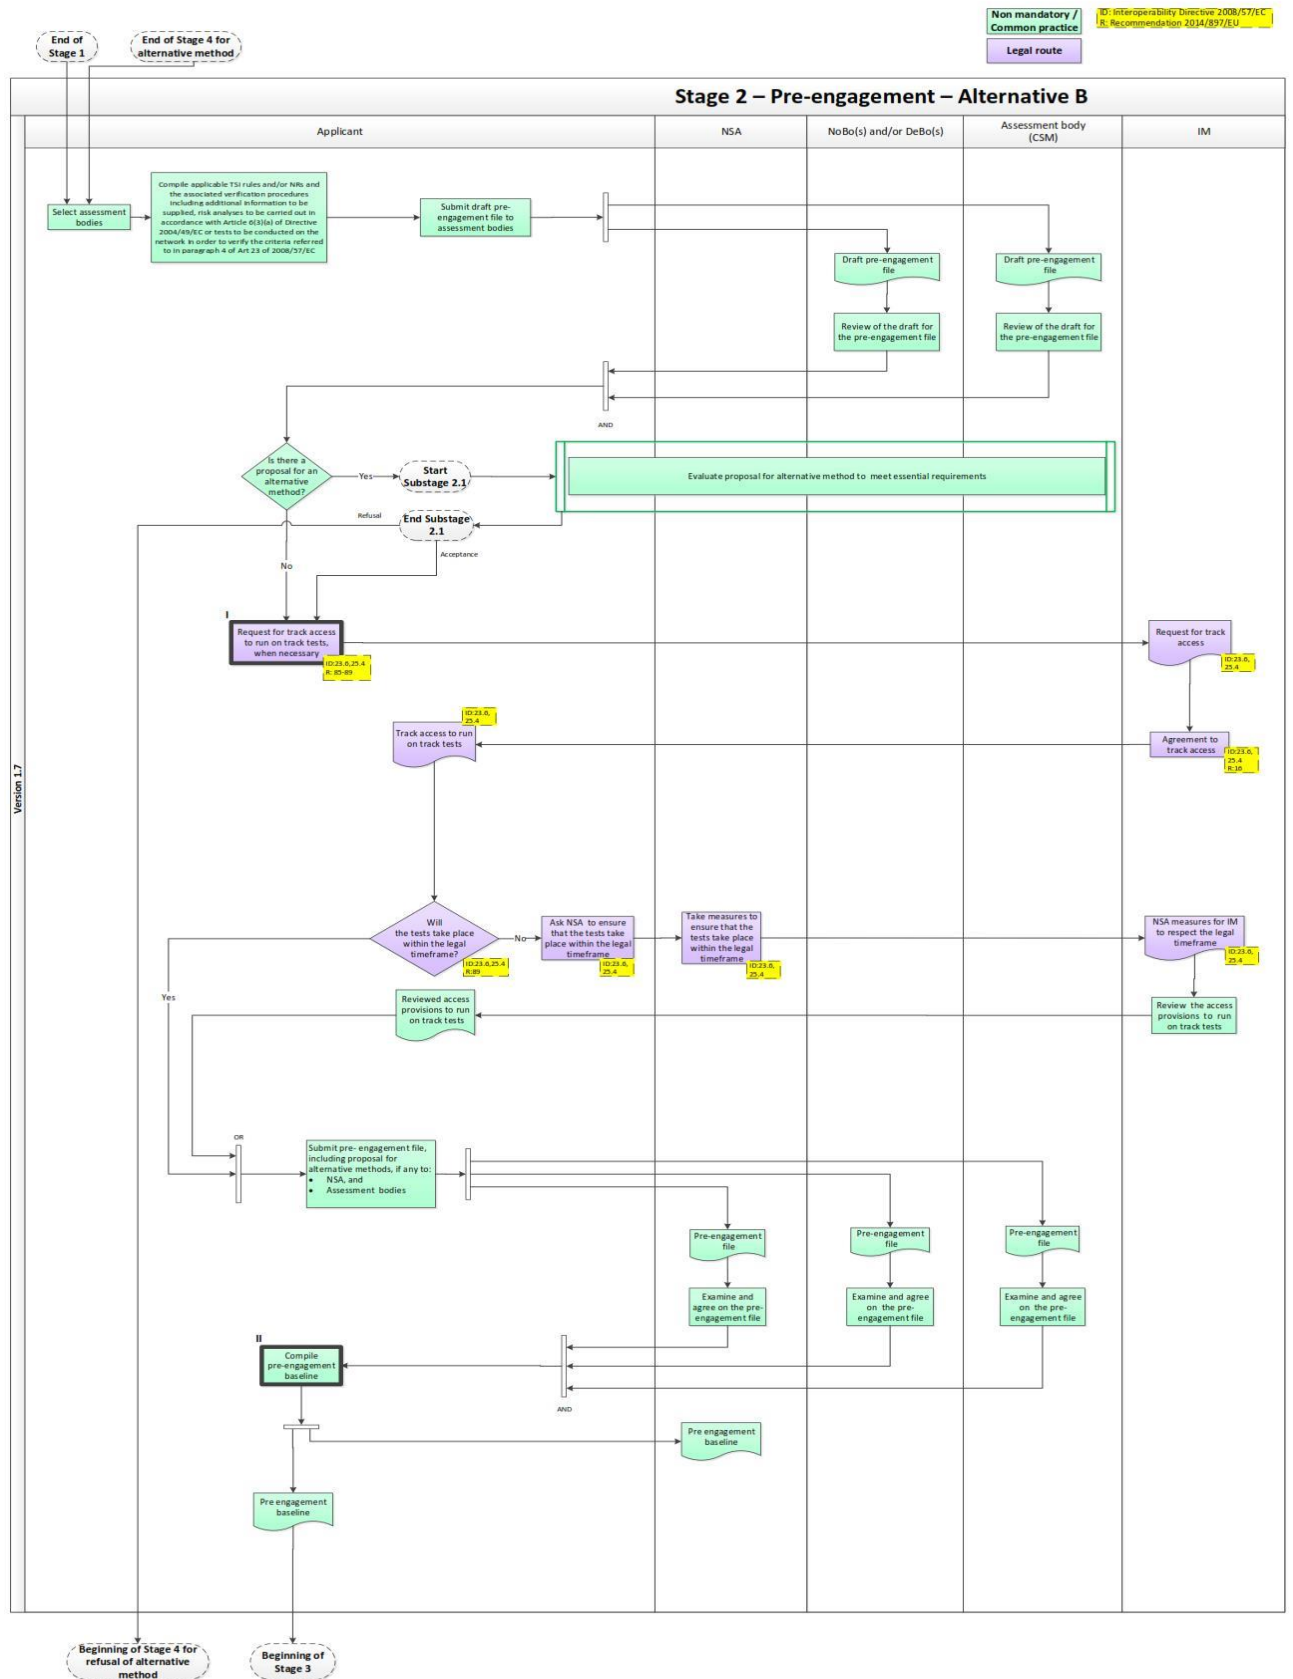 Non mandatory /
Common practice
ID: Interoperability Directive 2008/57/EC
R: Recommendation 2014/897/EU
Legal route
End of
Stage 1
End of Stage 4 for
alternative method
Stage 2 – Pre-engagement – Alternative B
Applicant
NSA
NoBo(s) and/or DeBo(s)
Assessment body
(CSM)
IM
Version 1.7
Select assessment
bodies
Compile applicable TSI rules and/or NRs and
the associated verification procedures
including additional information to be
supplied, risk analyses to be carried out in
accordance with Article 6(3)(a) of Directive
2004/49/EC or tests to be conducted on the
network in order to verify the criteria referred
to in paragraph 4 of Art 23 of 2008/57/EC
Submit draft pre-
engagement file to
assessment bodies
Draft pre-engagement
file
Draft pre-engagement
file
Review of the draft for
the pre-engagement file
Review of the draft for
the pre-engagement file
AND
Is there a
proposal for an
alternative
method?
Yes
Start
Substage 2.1
Evaluate proposal for alternative method to meet essential requirements
Refusal
End Substage
2.1
Acceptance
No
I
Request for track access
to run on track tests,
when necessary
ID:23.6,25.4
R: 85-89
Request for track
access
ID:23.6,
25.4
ID:23.6,
25.4
Track access to run
on track tests
Agreement to
track access
ID:23.6,
25.4
R:16
Will
the tests take place
within the legal
timeframe?
ID:23.6,25.4
R:89
No
Ask NSA to ensure
that the tests take
place within the legal
timeframe
ID:23.6,
25.4
Take measures to
ensure that the
tests take place
within the legal
timeframe
ID:23.6,
25.4
NSA measures for IM
to respect the legal
timeframe
ID:23.6,
25.4
Yes
Reviewed access
provisions to run
on track tests
Review the access
provisions to run
on track tests
OR
Submit pre- engagement file,
including proposal for
alternative methods, if any to:
• NSA, and
• Assessment bodies
Pre-engagement
file
Pre-engagement
file
Pre-engagement
file
Examine and
agree on the pre-
engagement file
Examine and agree
on the pre-
engagement file
Examine and agree
on the pre-
engagement file
II
Compile
pre-engagement
baseline
AND
Pre engagement
baseline
Pre engagement
baseline
Beginning of Stage 4 for
refusal of alternative
method
Beginning of
Stage 3